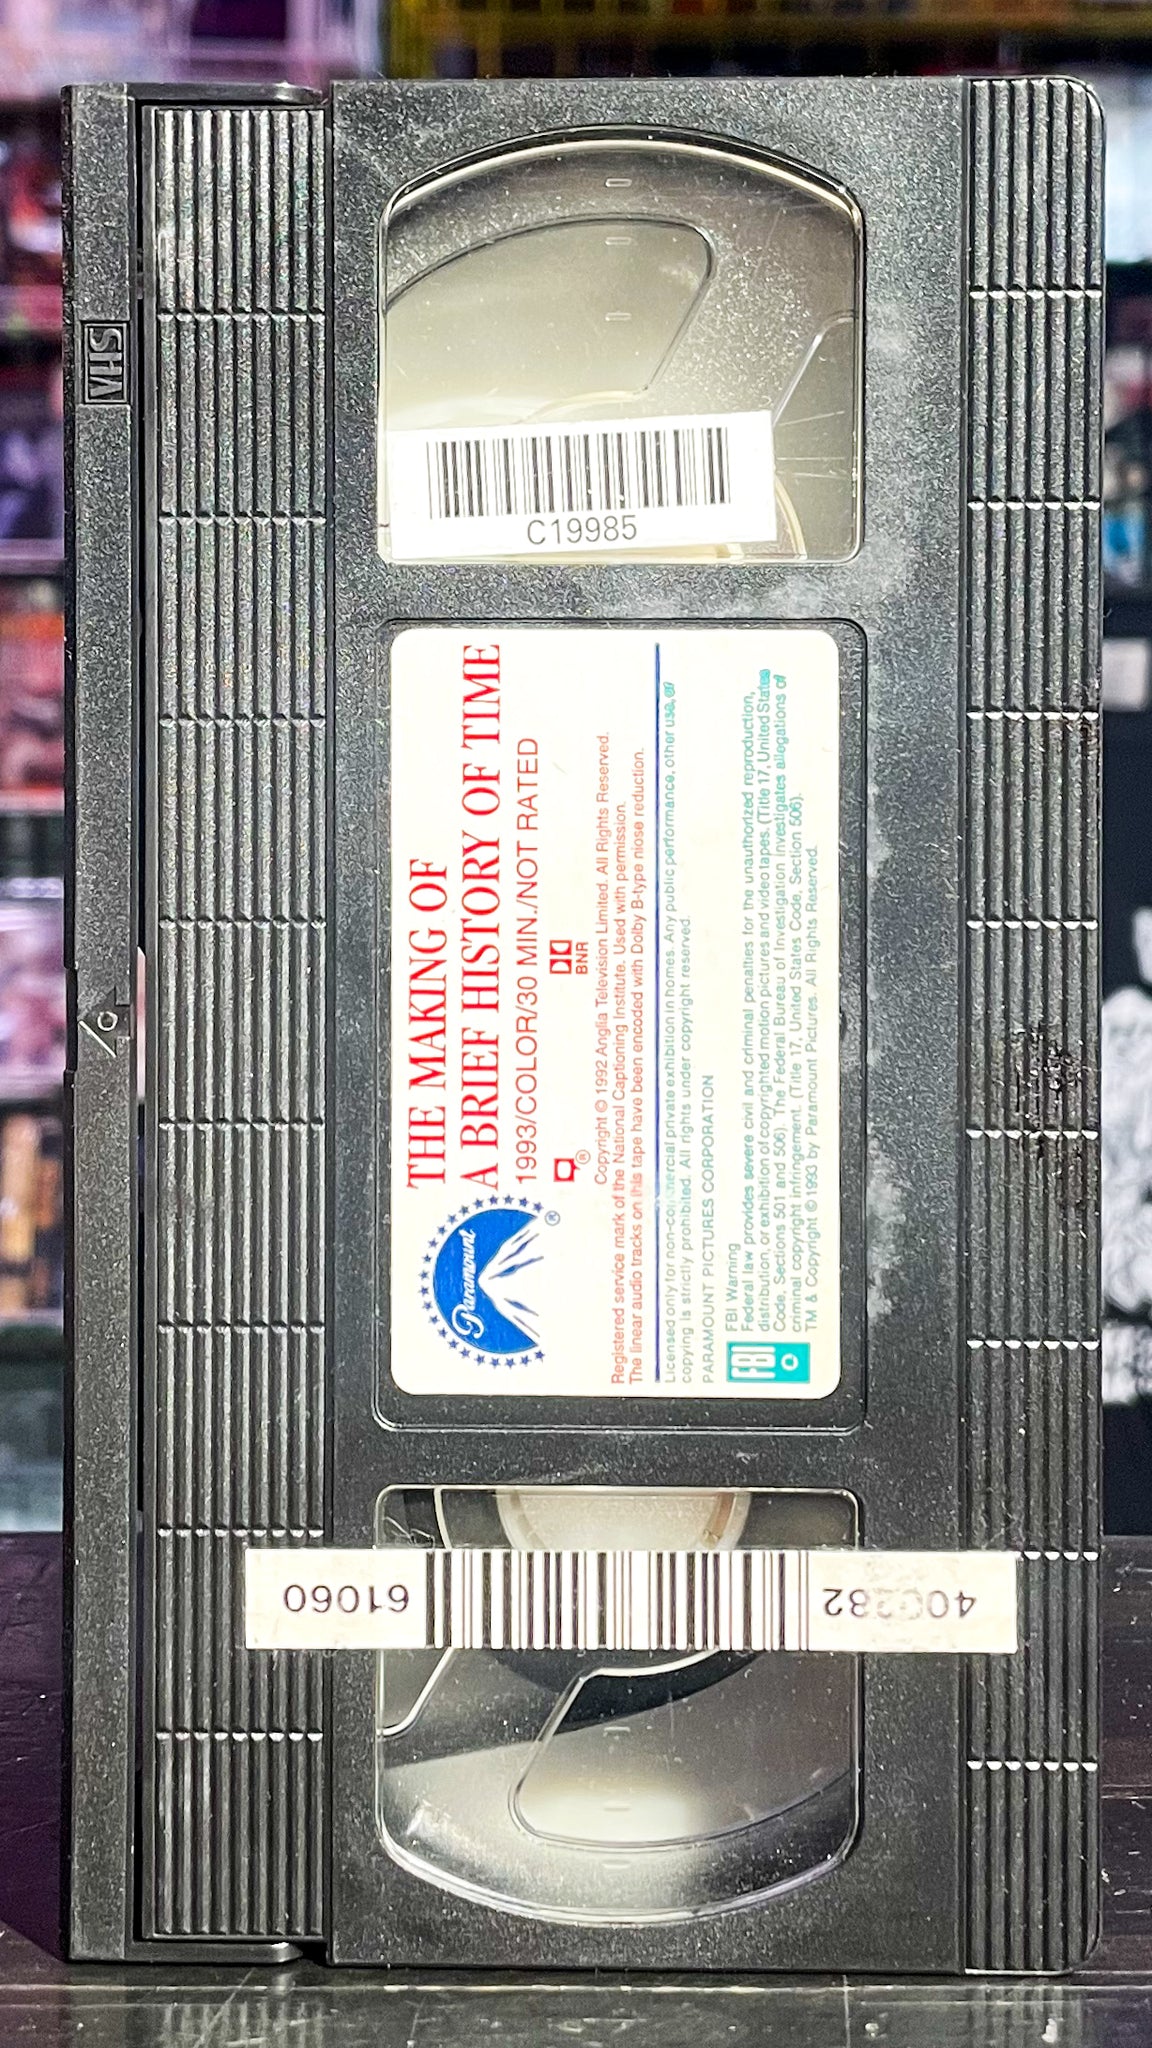 VHS
C19985
THE MAKING OF
A BRIEF HISTORY OF TIME
1993/COLOR/30 MIN./NOT RATED
BNR
®
Copyright © 1992 Anglia Television Limited. All Rights Reserved.
Registered service mark of the National Captioning Institute. Used with permission.
The linear audio tracks on this tape have been encoded with Dolby B-type niose reduction.
Paramount
®
Licensed only for non-commercial private exhibition in homes. Any public performance, other use, or
copying is strictly prohibited. All rights under copyright reserved.
PARAMOUNT PICTURES CORPORATION
FBI
FBI Warning
Federal law provides severe civil and criminal penalties for the unauthorized reproduction,
distribution, or exhibition of copyrighted motion pictures and video tapes. (Title 17, United States
Code, Sections 501 and 506). The Federal Bureau of Investigation investigates allegations of
criminal copyright infringement. (Title 17, United States Code, Section 506).
TM & Copyright © 1993 by Paramount Pictures. All Rights Reserved.
61060